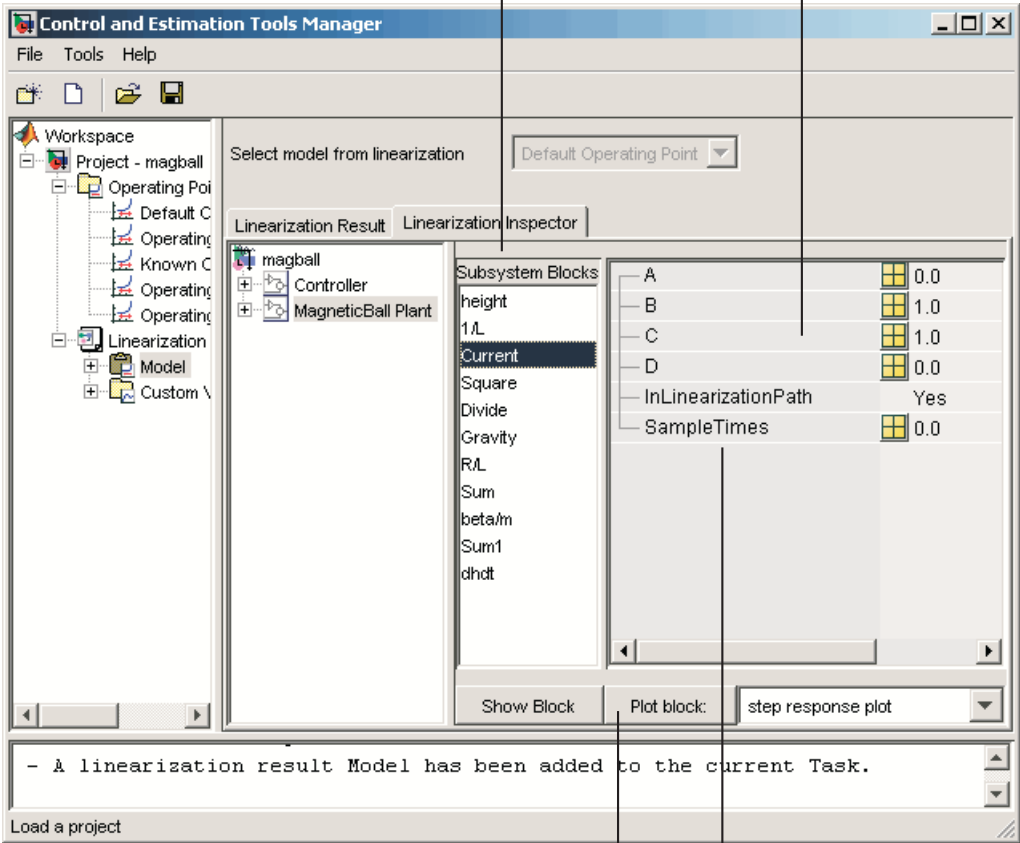 Control and Estimation Tools Manager
File Tools Help
Workspace
Project - magball
Operating Poi
Default C
Operating
Known C
Operating
Operating
Linearization
Model
Custom V
Select model from linearization
Default Operating Point
Linearization Result
Linearization Inspector
magball
Controller
MagneticBall Plant
Subsystem Blocks
height
1/L
Current
Square
Divide
Gravity
R/L
Sum
beta/m
Sum1
dhdt
A 0.0
B 1.0
C 1.0
D 0.0
InLinearizationPath Yes
SampleTimes 0.0
Show Block
Plot block:
step response plot
- A linearization result Model has been added to the current Task.
Load a project